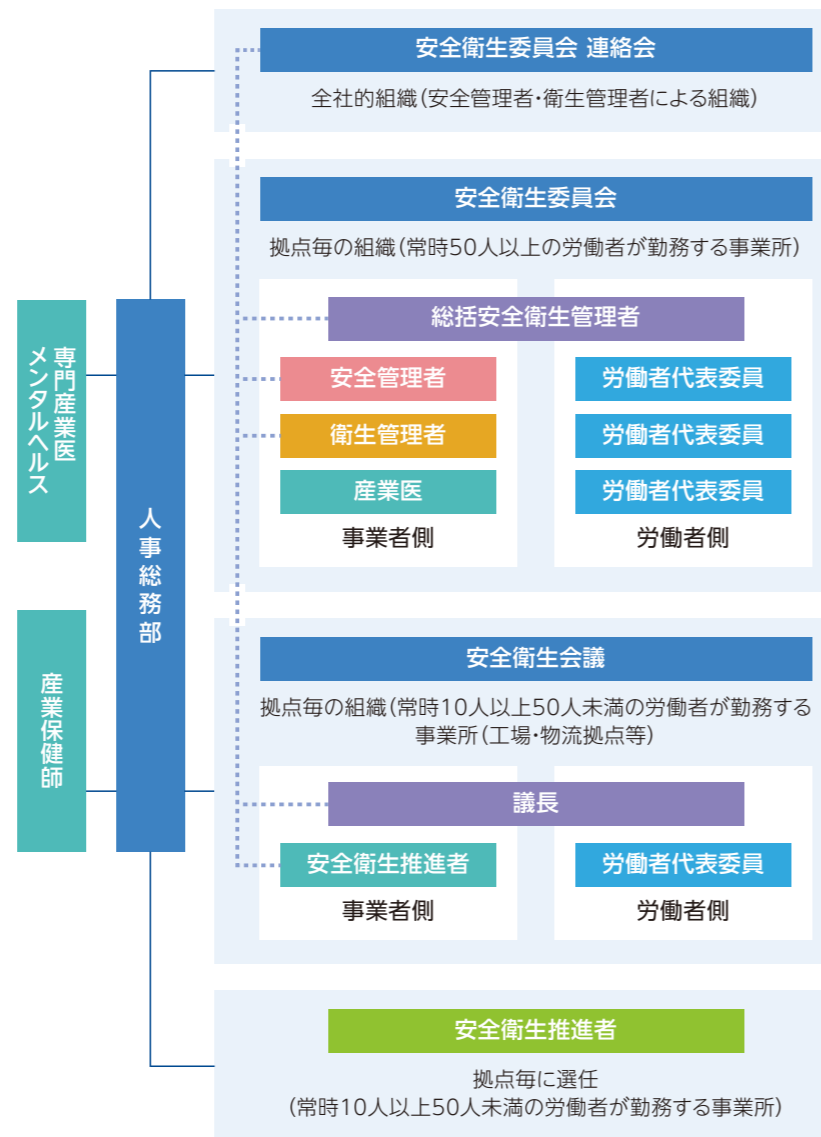 安全衛生委員会 連絡会
全社的組織(安全管理者・衛生管理者による組織)
安全衛生委員会
拠点毎の組織(常時50人以上の労働者が勤務する事業所)
総括安全衛生管理者
安全管理者
労働者代表委員
衛生管理者
労働者代表委員
産業医
労働者代表委員
事業者側
労働者側
専門産業医
メンタルヘルス
人事総務部
産業保健師
安全衛生会議
拠点毎の組織(常時10人以上50人未満の労働者が勤務する
事業所(工場・物流拠点等)
議長
安全衛生推進者
労働者代表委員
事業者側
労働者側
安全衛生推進者
拠点毎に選任
(常時10人以上50人未満の労働者が勤務する事業所)